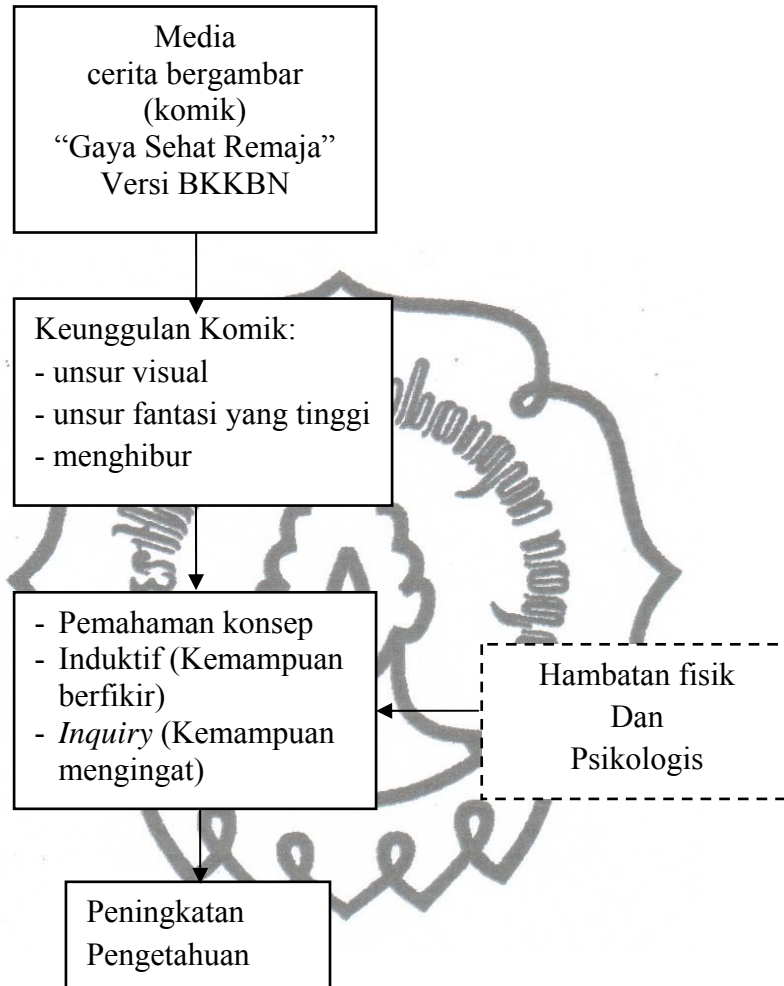 Media
cerita bergambar
(komik)
“Gaya Sehat Remaja”
Versi BKKBN
Keunggulan Komik:
- unsur visual
- unsur fantasi yang tinggi
- menghibur
- Pemahaman konsep
- Induktif (Kemampuan
berfikir)
- Inquiry (Kemampuan
mengingat)
Hambatan fisik
Dan
Psikologis
Peningkatan
Pengetahuan